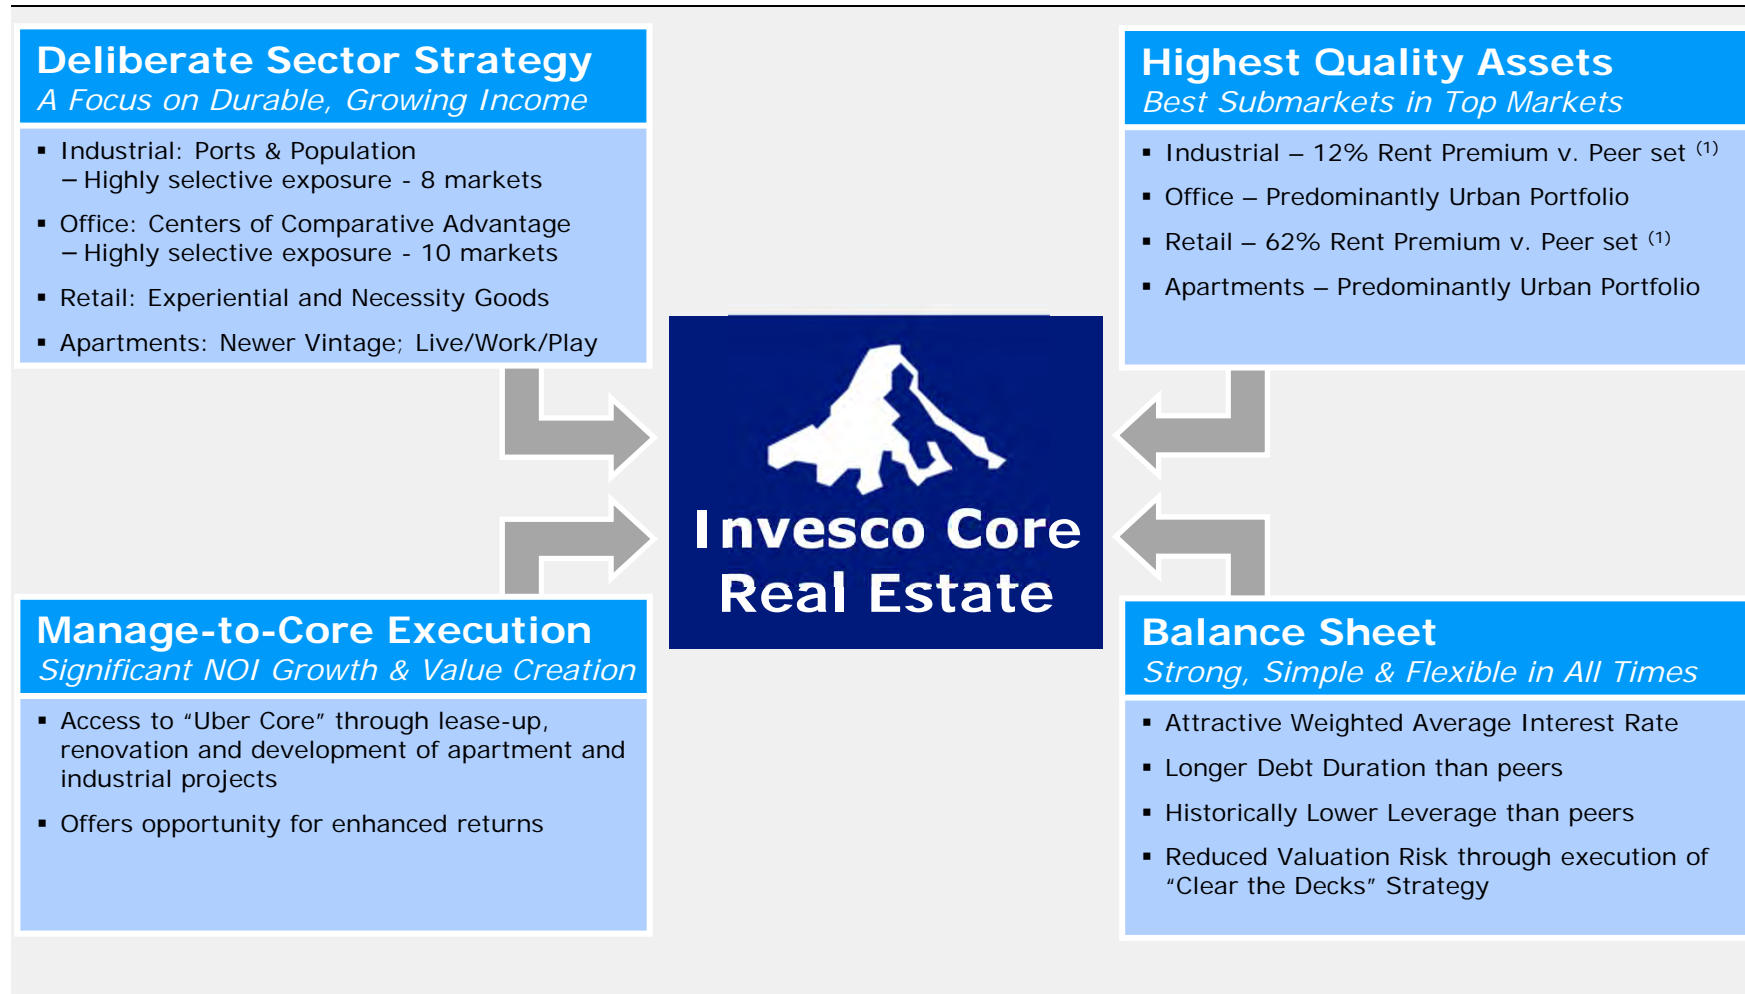 Deliberate Sector Strategy
A Focus on Durable, Growing Income
▪ Industrial: Ports & Population
– Highly selective exposure - 8 markets
▪ Office: Centers of Comparative Advantage
– Highly selective exposure - 10 markets
▪ Retail: Experiential and Necessity Goods
▪ Apartments: Newer Vintage; Live/Work/Play
Highest Quality Assets
Best Submarkets in Top Markets
▪ Industrial – 12% Rent Premium v. Peer set (1)
▪ Office – Predominantly Urban Portfolio
▪ Retail – 62% Rent Premium v. Peer set (1)
▪ Apartments – Predominantly Urban Portfolio
Invesco Core
Real Estate
Manage-to-Core Execution
Significant NOI Growth & Value Creation
▪ Access to “Uber Core” through lease-up,
renovation and development of apartment and
industrial projects
▪ Offers opportunity for enhanced returns
Balance Sheet
Strong, Simple & Flexible in All Times
▪ Attractive Weighted Average Interest Rate
▪ Longer Debt Duration than peers
▪ Historically Lower Leverage than peers
▪ Reduced Valuation Risk through execution of
“Clear the Decks” Strategy